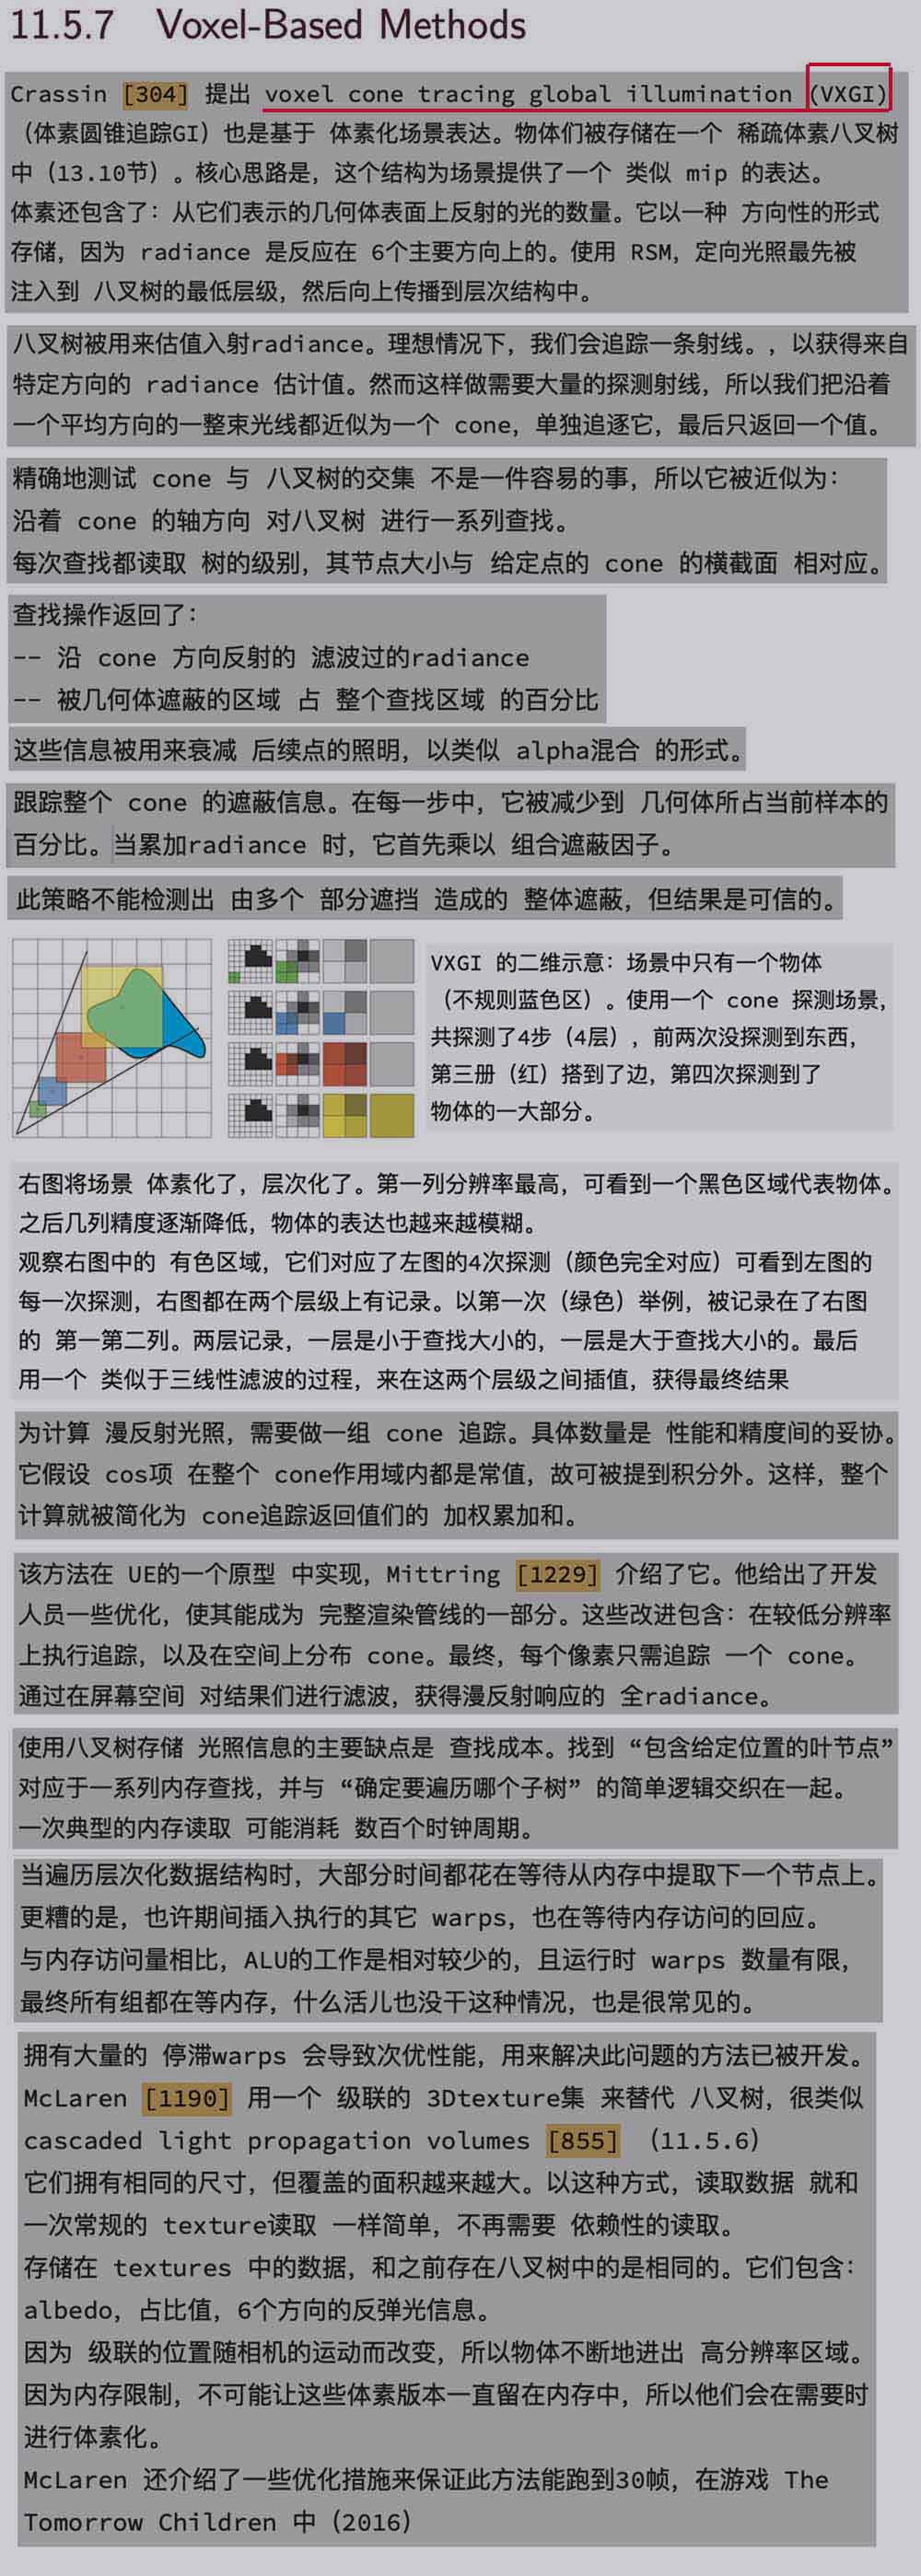 11.5.7 Voxel-Based Methods
Crassin [304] 提出 voxel cone tracing global illumination (VXGI)
（体素圆锥追踪GI）也是基于 体素化场景表达。物体们被存储在一个 稀疏体素八叉树
中（13.10节）。核心思路是，这个结构为场景提供了一个 类似 mip 的表达。
体素还包含了：从它们表示的几何体表面上反射的光的数量。它以一种 方向性的形式
存储，因为 radiance 是反应在 6个主要方向上的。使用 RSM，定向光照最先被
注入到 八叉树的最低层级，然后向上传播到层次结构中。
八叉树被用来估值入射radiance。理想情况下，我们会追踪一条射线。，以获得来自
特定方向的 radiance 估计值。然而这样做需要大量的探测射线，所以我们把沿着
一个平均方向的一整束光线都近似为一个 cone，单独追逐它，最后只返回一个值。
精确地测试 cone 与 八叉树的交集 不是一件容易的事，所以它被近似为：
沿着 cone 的轴方向 对八叉树 进行一系列查找。
每次查找都读取 树的级别，其节点大小与 给定点的 cone 的横截面 相对应。
查找操作返回了：
-- 沿 cone 方向反射的 滤波过的radiance
-- 被几何体遮蔽的区域 占 整个查找区域 的百分比
这些信息被用来衰减 后续点的照明，以类似 alpha混合 的形式。
跟踪整个 cone 的遮蔽信息。在每一步中，它被减少到 几何体所占当前样本的
百分比。当累加radiance 时，它首先乘以 组合遮蔽因子。
此策略不能检测出 由多个 部分遮挡 造成的 整体遮蔽，但结果是可信的。
VXGI 的二维示意：场景中只有一个物体
（不规则蓝色区）。使用一个 cone 探测场景，
共探测了4步（4层），前两次没探测到东西，
第三册（红）搭到了边，第四次探测到了
物体的一大部分。
右图将场景 体素化了，层次化了。第一列分辨率最高，可看到一个黑色区域代表物体。
之后几列精度逐渐降低，物体的表达也越来越模糊。
观察右图中的 有色区域，它们对应了左图的4次探测（颜色完全对应）可看到左图的
每一次探测，右图都在两个层级上有记录。以第一次（绿色）举例，被记录在了右图
的 第一第二列。两层记录，一层是小于查找大小的，一层是大于查找大小的。最后
用一个 类似于三线性滤波的过程，来在这两个层级之间插值，获得最终结果
为计算 漫反射光照，需要做一组 cone 追踪。具体数量是 性能和精度间的妥协。
它假设 cos项 在整个 cone作用域内都是常值，故可被提到积分外。这样，整个
计算就被简化为 cone追踪返回值们的 加权累加和。
该方法在 UE的一个原型 中实现，Mittring [1229] 介绍了它。他给出了开发
人员一些优化，使其能成为 完整渲染管线的一部分。这些改进包含：在较低分辨率
上执行追踪，以及在空间上分布 cone。最终，每个像素只需追踪 一个 cone。
通过在屏幕空间 对结果们进行滤波，获得漫反射响应的 全radiance。
使用八叉树存储 光照信息的主要缺点是 查找成本。找到 “包含给定位置的叶节点”
对应于一系列内存查找，并与 “确定要遍历哪个子树” 的简单逻辑交织在一起。
一次典型的内存读取 可能消耗 数百个时钟周期。
当遍历层次化数据结构时，大部分时间都花在等待从内存中提取下一个节点上。
更糟的是，也许期间插入执行的其它 warps，也在等待内存访问的回应。
与内存访问量相比，ALU的工作是相对较少的，且运行时 warps 数量有限，
最终所有组都在等内存，什么活儿也没干这种情况，也是很常见的。
拥有大量的 停滞warps 会导致次优性能，用来解决此问题的方法已被开发。
McLaren [1190] 用一个 级联的 3Dtexture集 来替代 八叉树，很类似
cascaded light propagation volumes [855] （11.5.6）
它们拥有相同的尺寸，但覆盖的面积越来越大。以这种方式，读取数据 就和
一次常规的 texture读取 一样简单，不再需要 依赖性的读取。
存储在 textures 中的数据，和之前存在八叉树中的是相同的。它们包含：
albedo，占比值，6个方向的反弹光信息。
因为 级联的位置随相机的运动而改变，所以物体不断地进出 高分辨率区域。
因为内存限制，不可能让这些体素版本一直留在内存中，所以他们会在需要时
进行体素化。
McLaren 还介绍了一些优化措施来保证此方法能跑到30帧，在游戏 The
Tomorrow Children 中（2016）